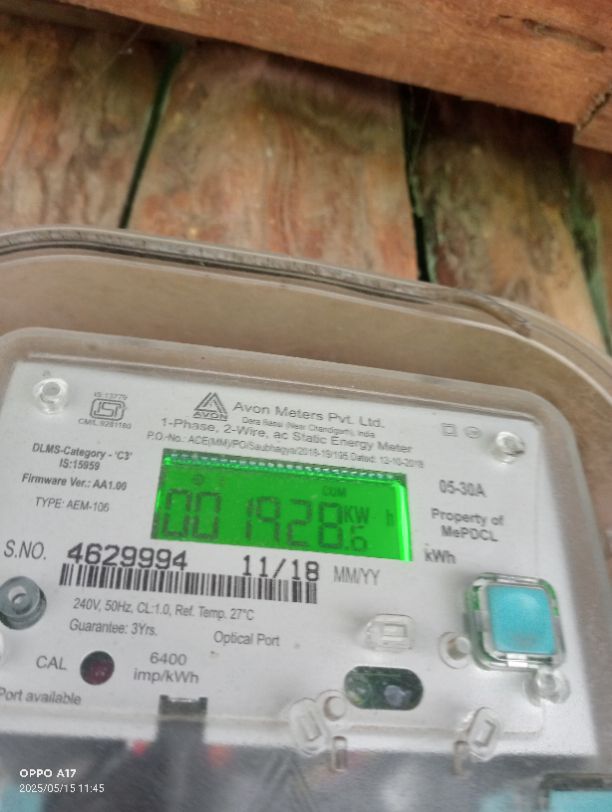 IS:13779
CM/L 9281180
AVON
Avon Meters Pvt. Ltd.
Dera Bassi (Near Chandigarh), India
1-Phase, 2-Wire, ac Static Energy Meter
P.O.-No.: ACE(MM)/PO/Saubhagya/2018-19/195 Dated: 12-10-2018
DLMS-Category - 'C3'
IS:15959
Firmware Ver.: AA1.00
TYPE: AEM-106
CUM
001928.6 KW h
05-30A
Property of
MePDCL
kWh
S.NO. 4629994 11/18 MM/YY
240V, 50Hz, CL:1.0, Ref. Temp. 27°C
Guarantee: 3Yrs.
Optical Port
CAL
6400
imp/kWh
Port available
OPPO A17
2025/05/15 11:45